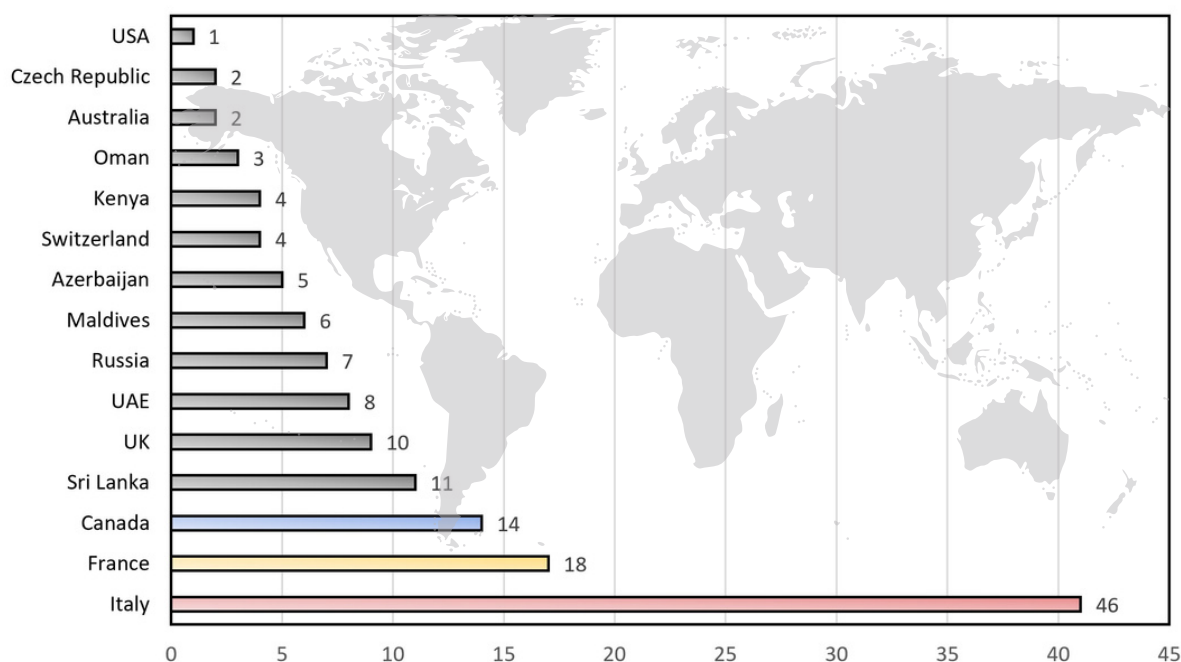 USA 1
Czech Republic 2
Australia 2
Oman 3
Kenya 4
Switzerland 4
Azerbaijan 5
Maldives 6
Russia 7
UAE 8
UK 10
Sri Lanka 11
Canada 14
France 18
Italy 46
0 5 10 15 20 25 30 35 40 45